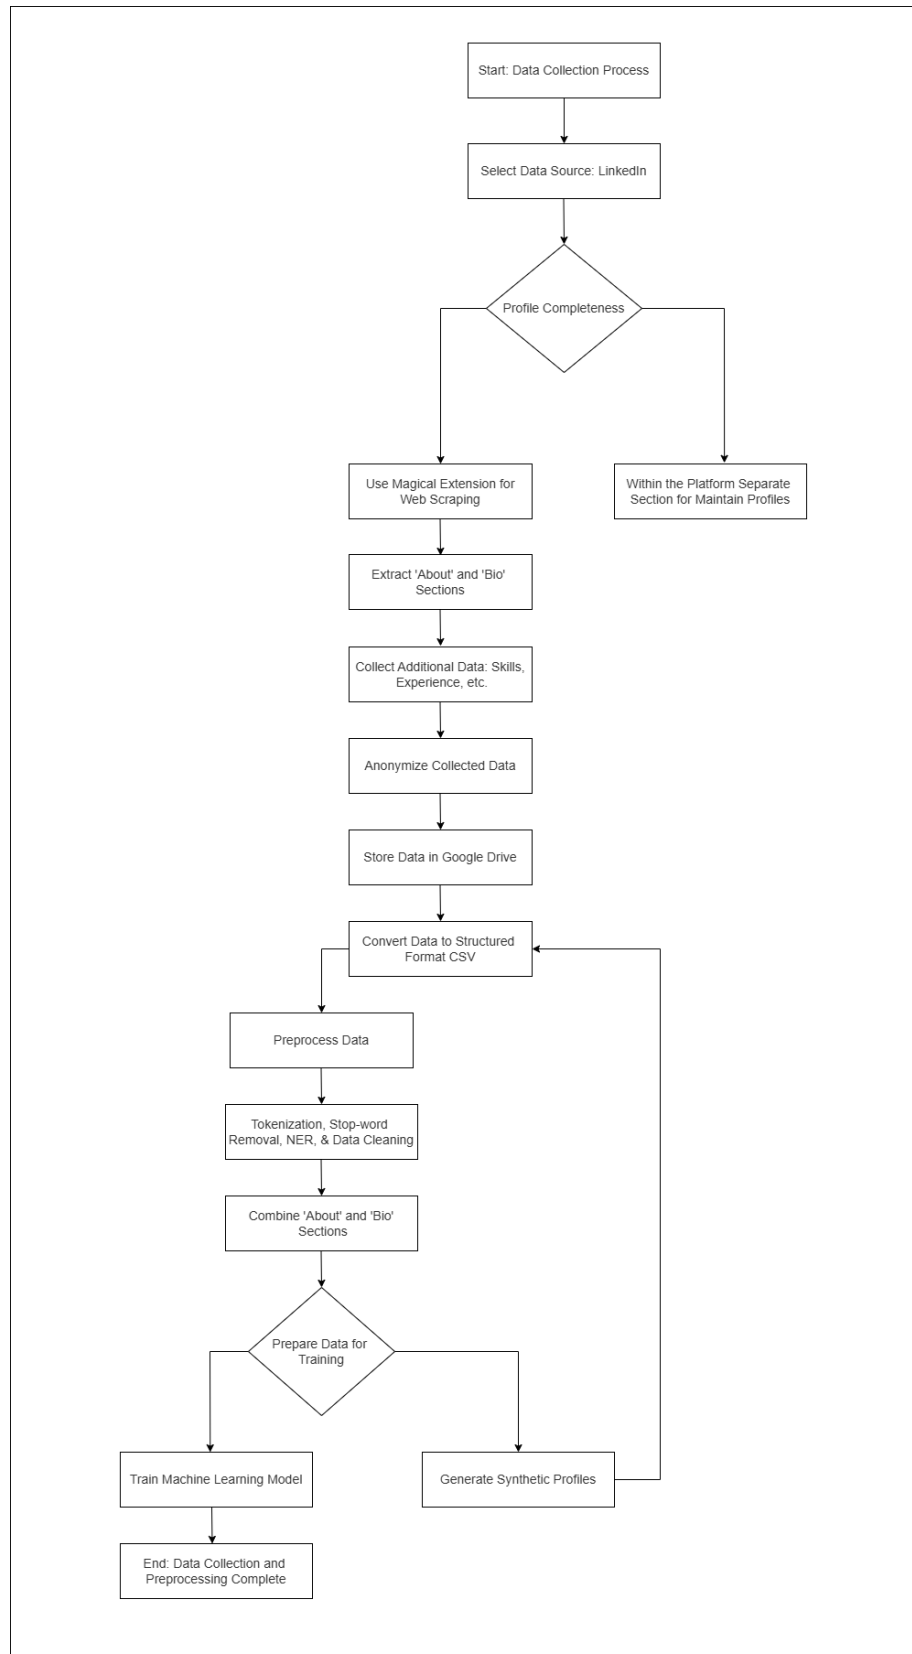 Start: Data Collection Process
Select Data Source: LinkedIn
Profile Completeness
Use Magical Extension for
Web Scraping
Within the Platform Separate
Section for Maintain Profiles
Extract 'About' and 'Bio'
Sections
Collect Additional Data: Skills,
Experience, etc.
Anonymize Collected Data
Store Data in Google Drive
Convert Data to Structured
Format CSV
Preprocess Data
Tokenization, Stop-word
Removal, NER, & Data Cleaning
Combine 'About' and 'Bio'
Sections
Prepare Data for
Training
Train Machine Learning Model
Generate Synthetic Profiles
End: Data Collection and
Preprocessing Complete